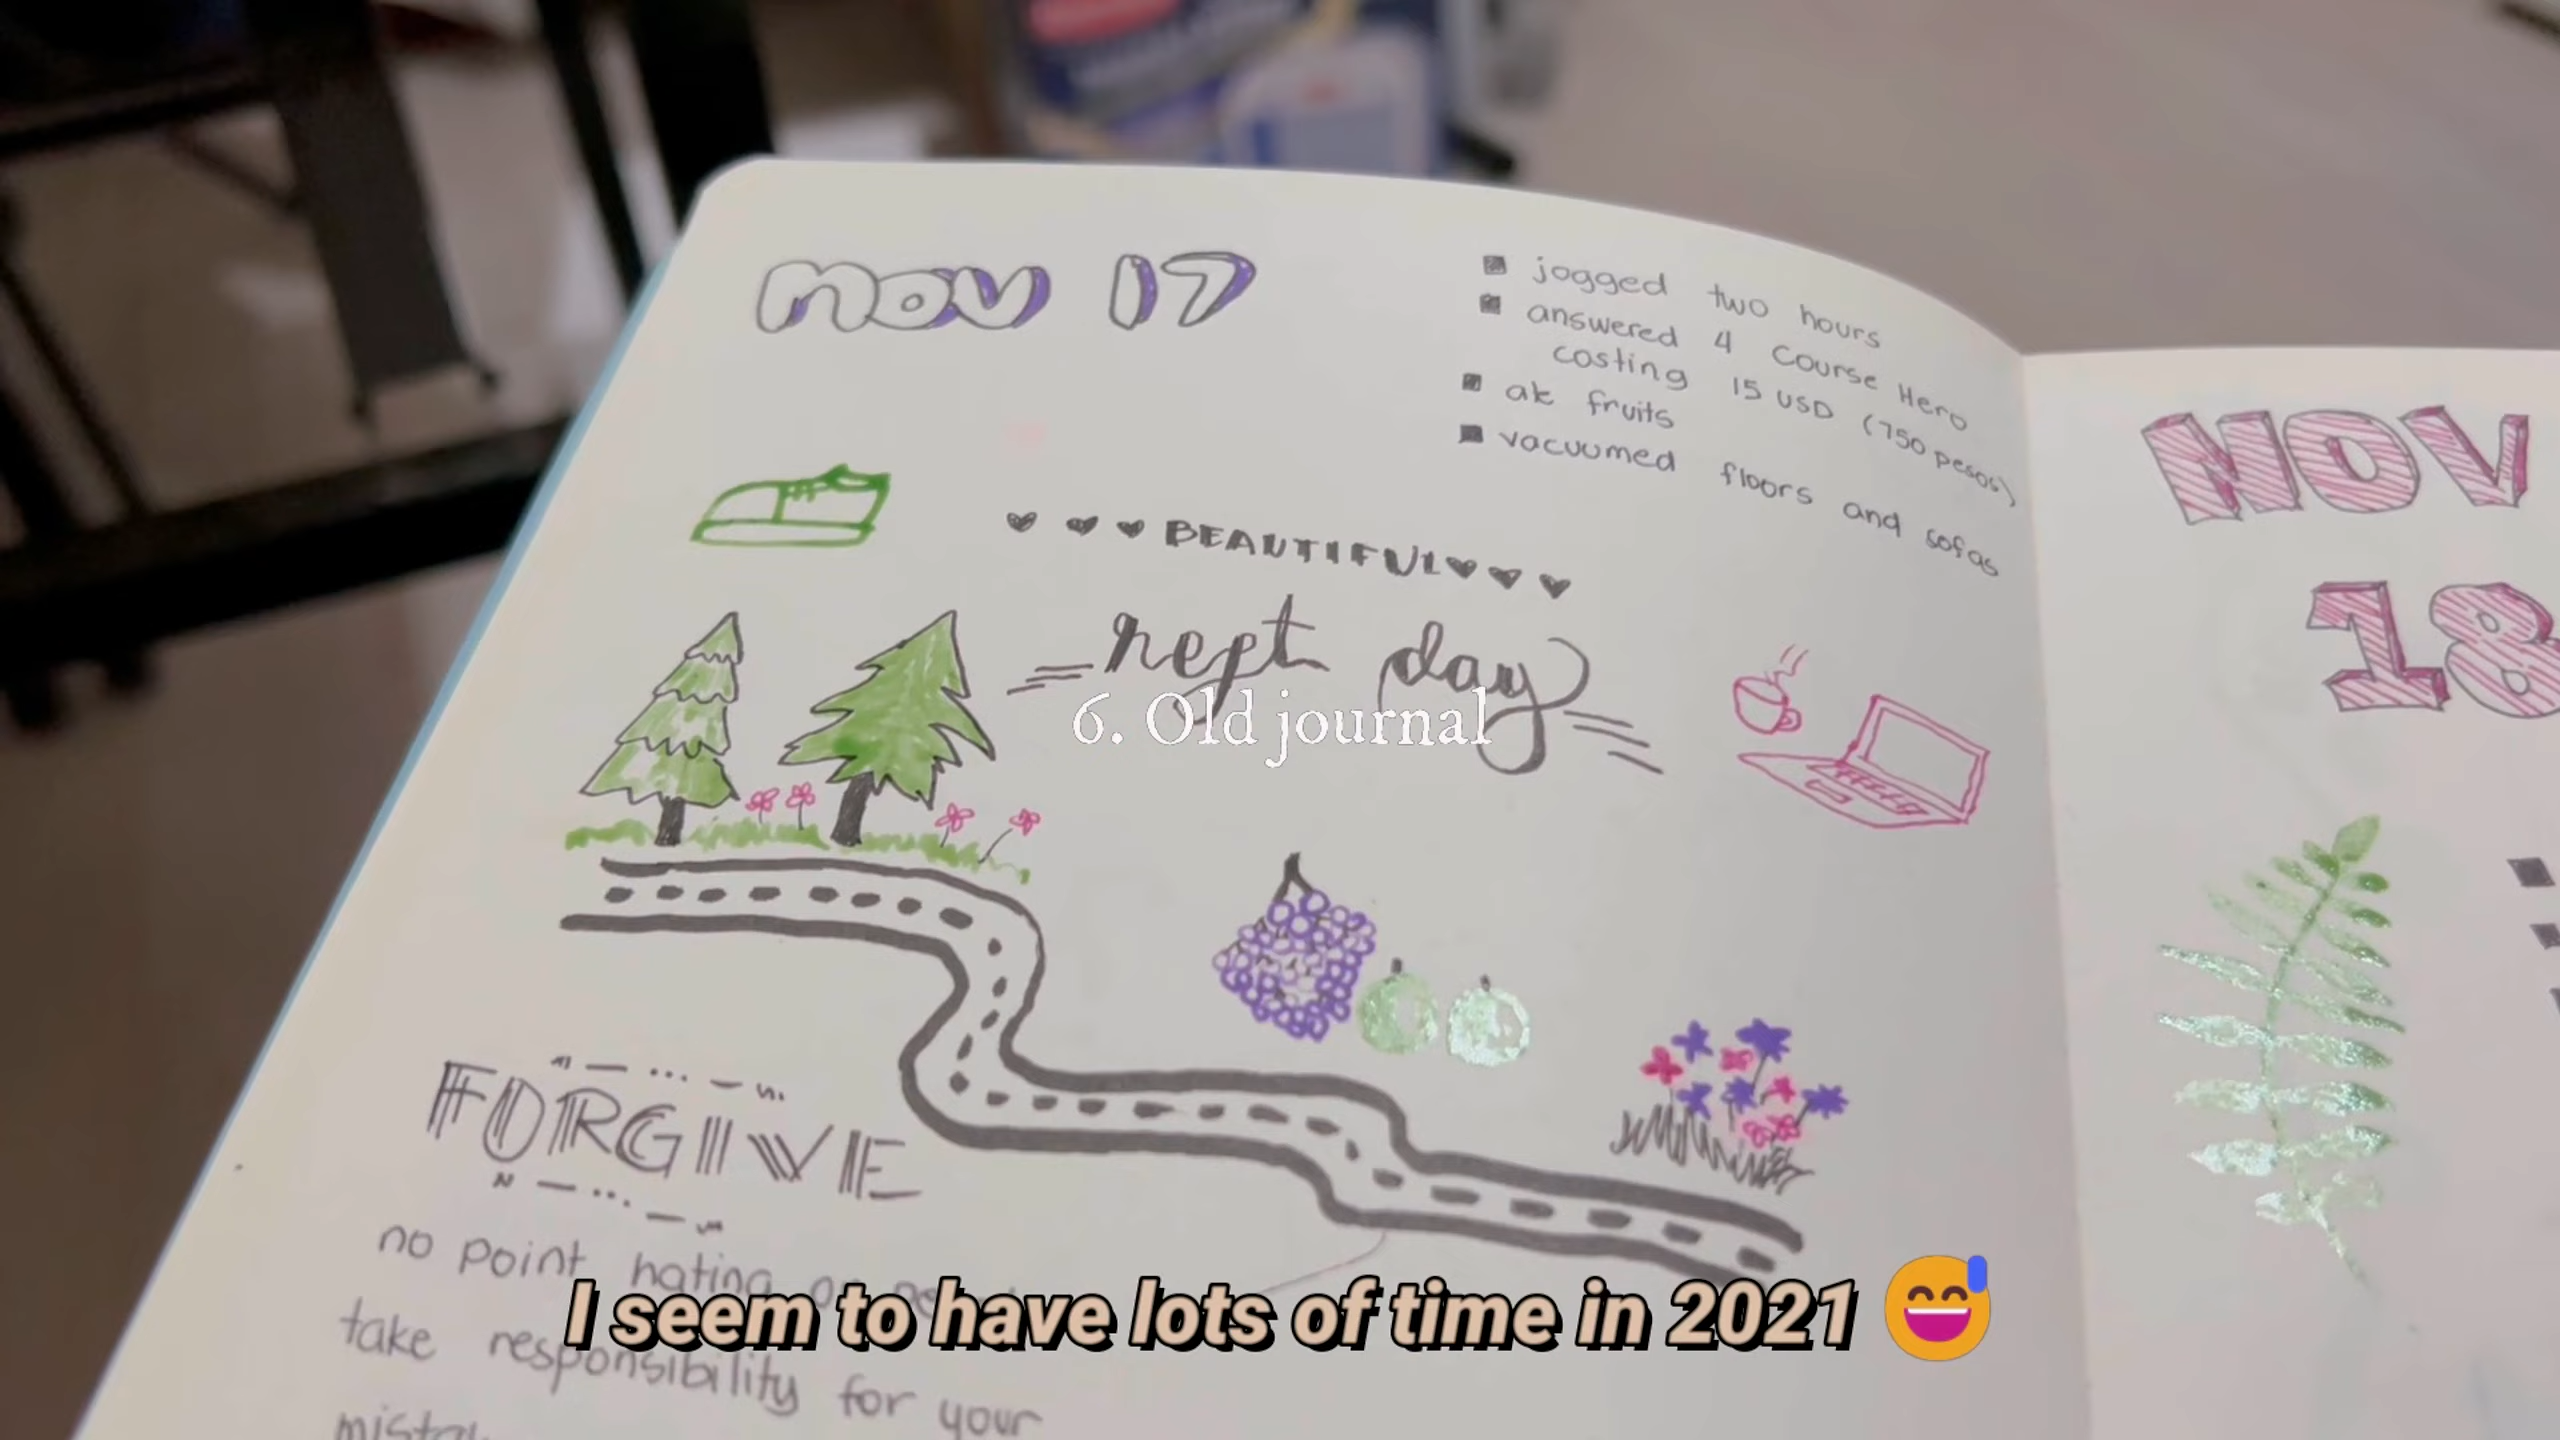 nov 17
jogged two hours
answered 4 Course Hero
costing 15 USD (750 pesos)
ate fruits
vacuumed floors and sofas
BEAUTIFUL
day
6. Old journal
FORGIVE
no point hating
take responsibility for your
NOV
18
I seem to have lots of time in 2021 😅